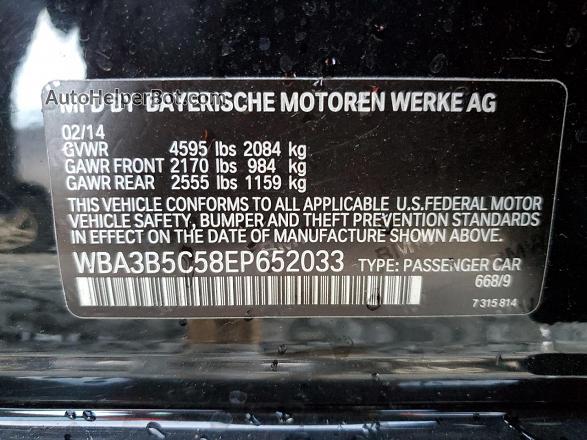 AutoHelperBot.com
MFD BY BAYERISCHE MOTOREN WERKE AG
02/14
GVWR 4595 lbs 2084 kg
GAWR FRONT 2170 lbs 984 kg
GAWR REAR 2555 lbs 1159 kg
THIS VEHICLE CONFORMS TO ALL APPLICABLE U.S.FEDERAL MOTOR
VEHICLE SAFETY, BUMPER AND THEFT PREVENTION STANDARDS
IN EFFECT ON THE DATE OF MANUFACTURE SHOWN ABOVE.
WBA3B5C58EP652033 TYPE: PASSENGER CAR
668/9
7 315 814